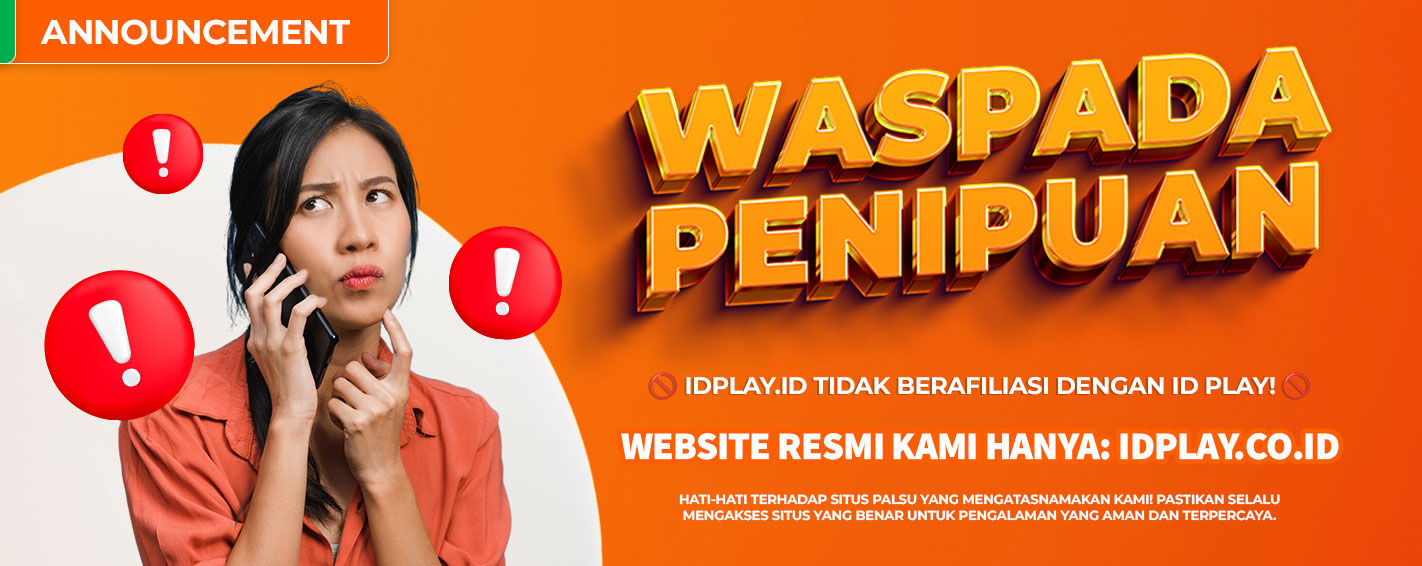 ANNOUNCEMENT
WASPADA
PENIPUAN
🚫 IDPLAY.ID TIDAK BERAFILIASI DENGAN ID PLAY! 🚫
WEBSITE RESMI KAMI HANYA: IDPLAY.CO.ID
HATI-HATI TERHADAP SITUS PALSU YANG MENGATASNAMAKAN KAMI! PASTIKAN SELALU
MENGAKSES SITUS YANG BENAR UNTUK PENGALAMAN YANG AMAN DAN TERPERCAYA.